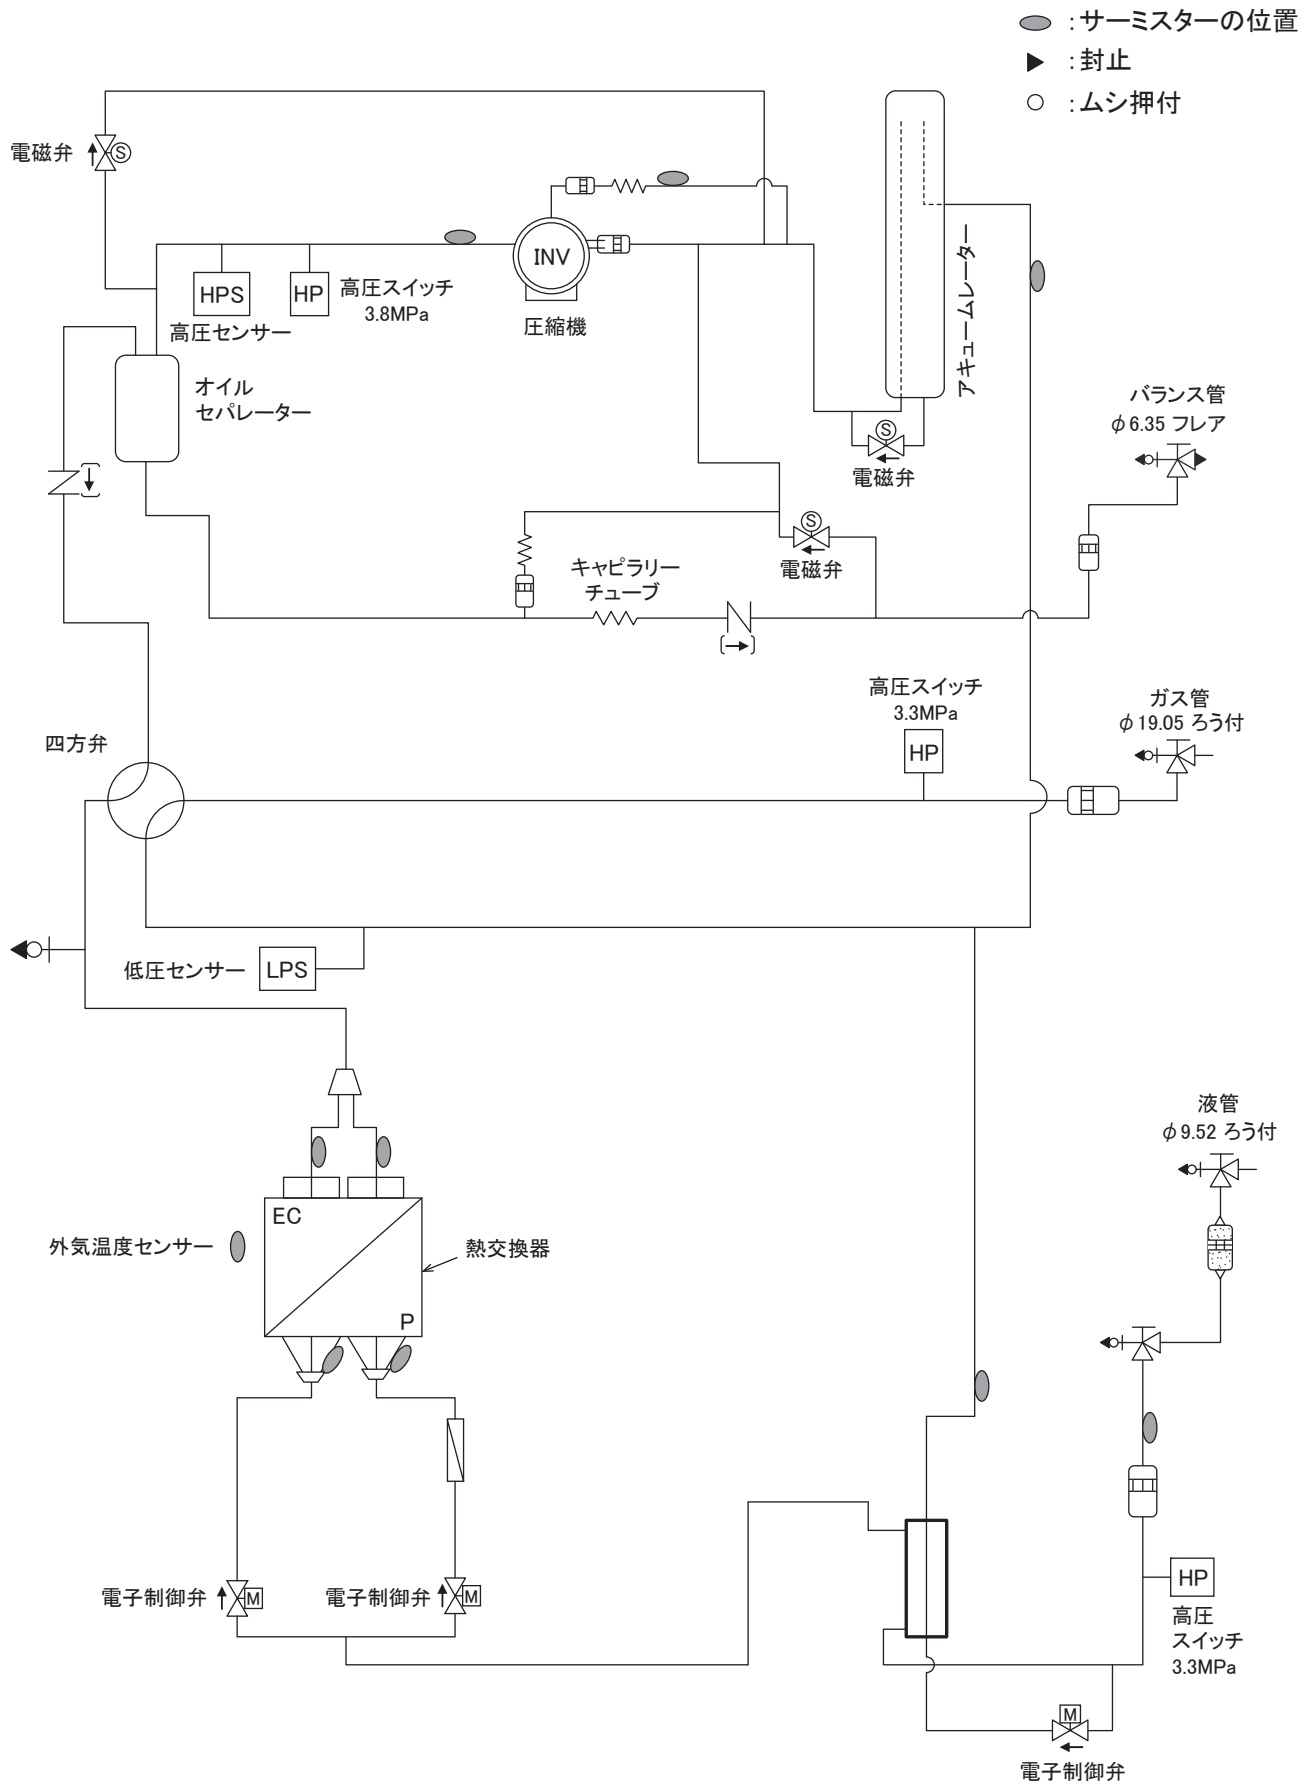 ：サーミスターの位置
：封止
：ムシ押付
電磁弁
S
INV
圧縮機
HPS
高圧センサー
HP
高圧スイッチ
3.8MPa
アキュームレーター
オイル
セパレーター
S
電磁弁
バランス管
φ6.35 フレア
S
電磁弁
キャピラリー
チューブ
高圧スイッチ
3.3MPa
HP
ガス管
φ19.05 ろう付
四方弁
低圧センサー
LPS
液管
φ9.52 ろう付
EC
外気温度センサー
熱交換器
P
電子制御弁
M
電子制御弁
M
HP
高圧
スイッチ
3.3MPa
M
電子制御弁